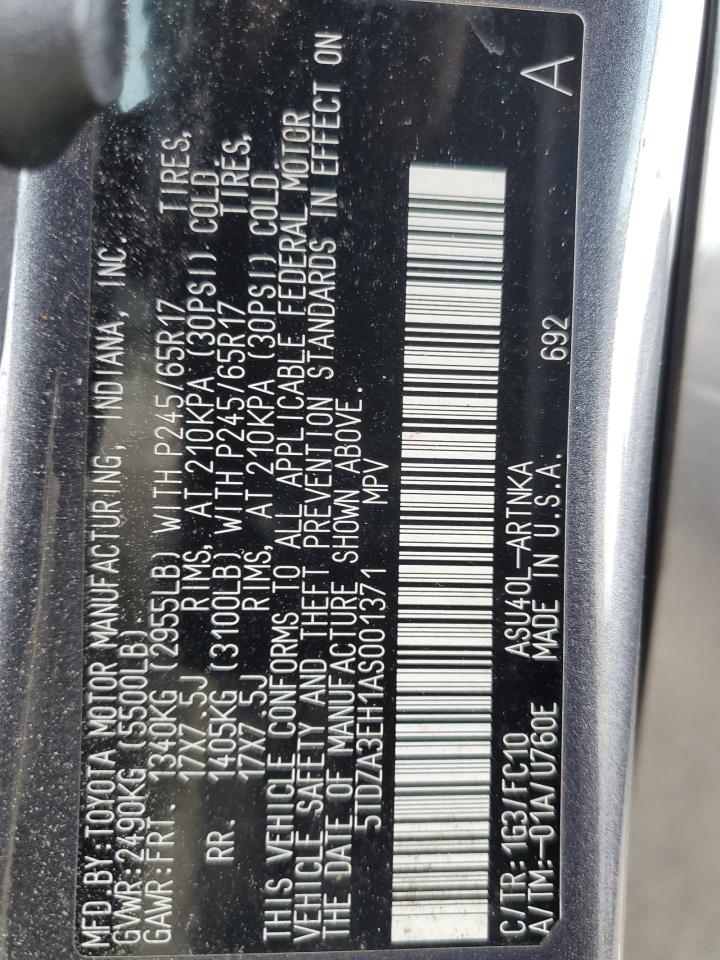 MFD.BY:TOYOTA MOTOR MANUFACTURING, INDIANA, INC.
GVWR:2490KG(5500LB)
GAWR:FRT. 1340KG (2955LB) WITH P245/65R17 TIRES,
17X7.5J RIMS, AT 210KPA (30PSI) COLD
RR. 1405KG (3100LB) WITH P245/65R17 TIRES,
17X7.5J RIMS, AT 210KPA (30PSI) COLD.
THIS VEHICLE CONFORMS TO ALL APPLICABLE FEDERAL MOTOR
VEHICLE SAFETY AND THEFT PREVENTION STANDARDS IN EFFECT ON
THE DATE OF MANUFACTURE SHOWN ABOVE.
5TDZA3EH1AS001371 MPV
C/TR:1G3/FC10 ASU40L-ARTNKA
A/TM:-01A/U760E MADE IN U.S.A. 692 A